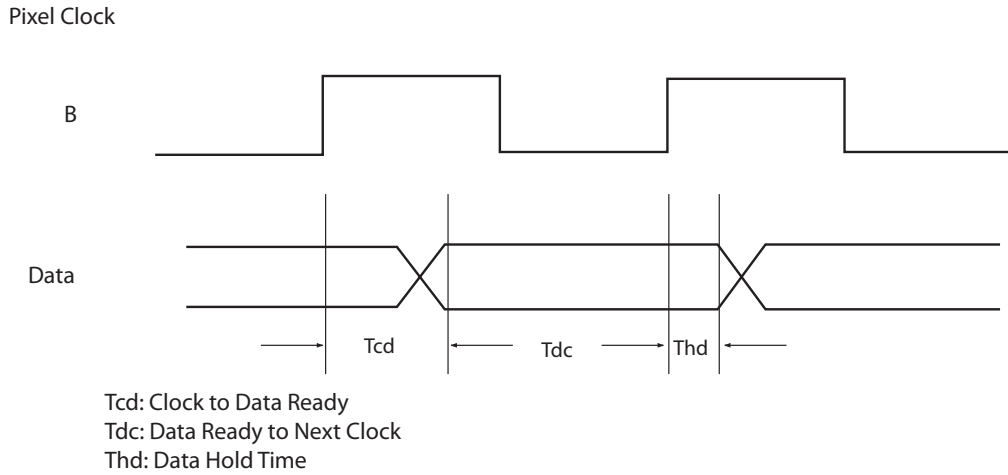 Pixel Clock
B
Data
Tcd
Tdc
Thd
Tcd: Clock to Data Ready
Tdc: Data Ready to Next Clock
Thd: Data Hold Time